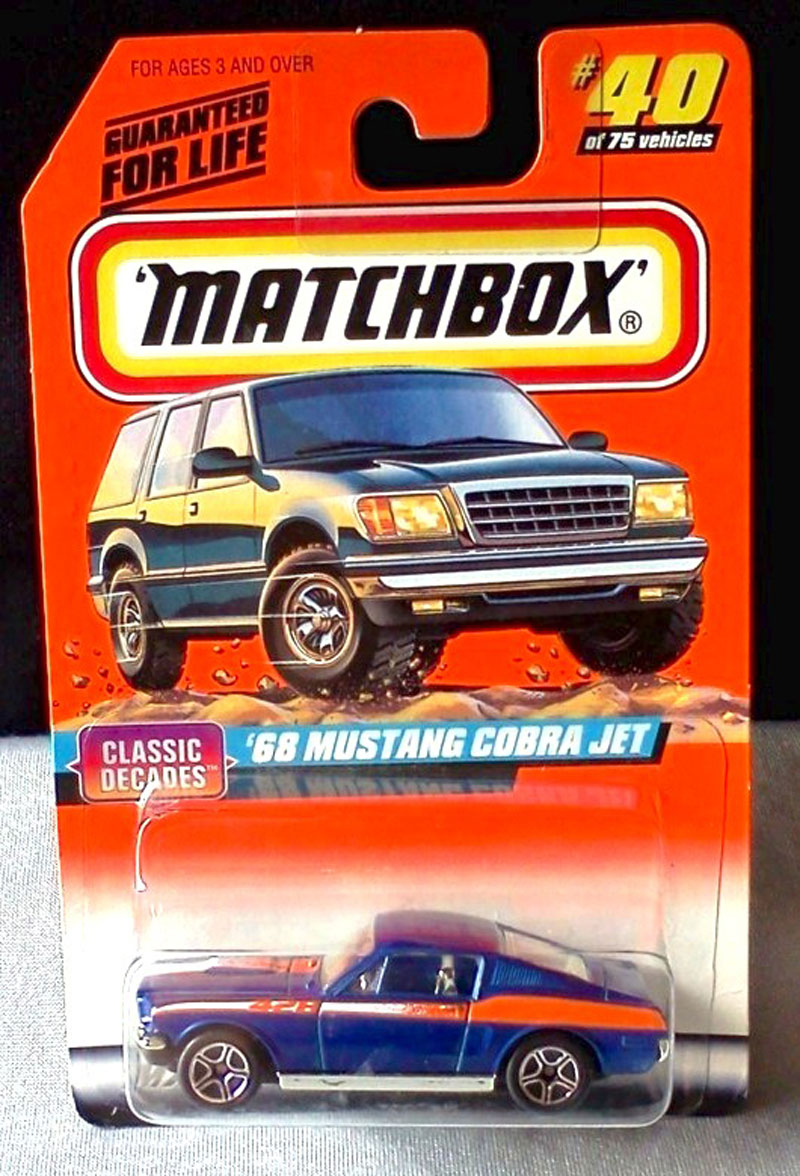 FOR AGES 3 AND OVER
GUARANTEED
FOR LIFE
#40
of 75 vehicles
'MATCHBOX'®
CLASSIC
DECADES™
'68 MUSTANG COBRA JET
428